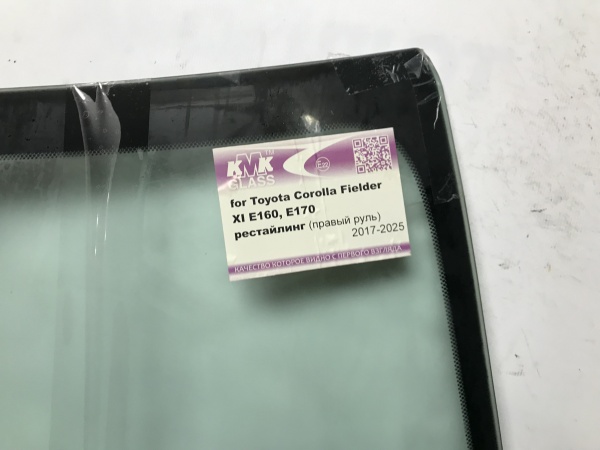 KMK TM
GLASS
for Toyota Corolla Fielder
XI E160, E170
рестайлинг (правый руль)
2017-2025
КАЧЕСТВО КОТОРОЕ ВИДНО С ПЕРВОГО ВЗГЛЯДА